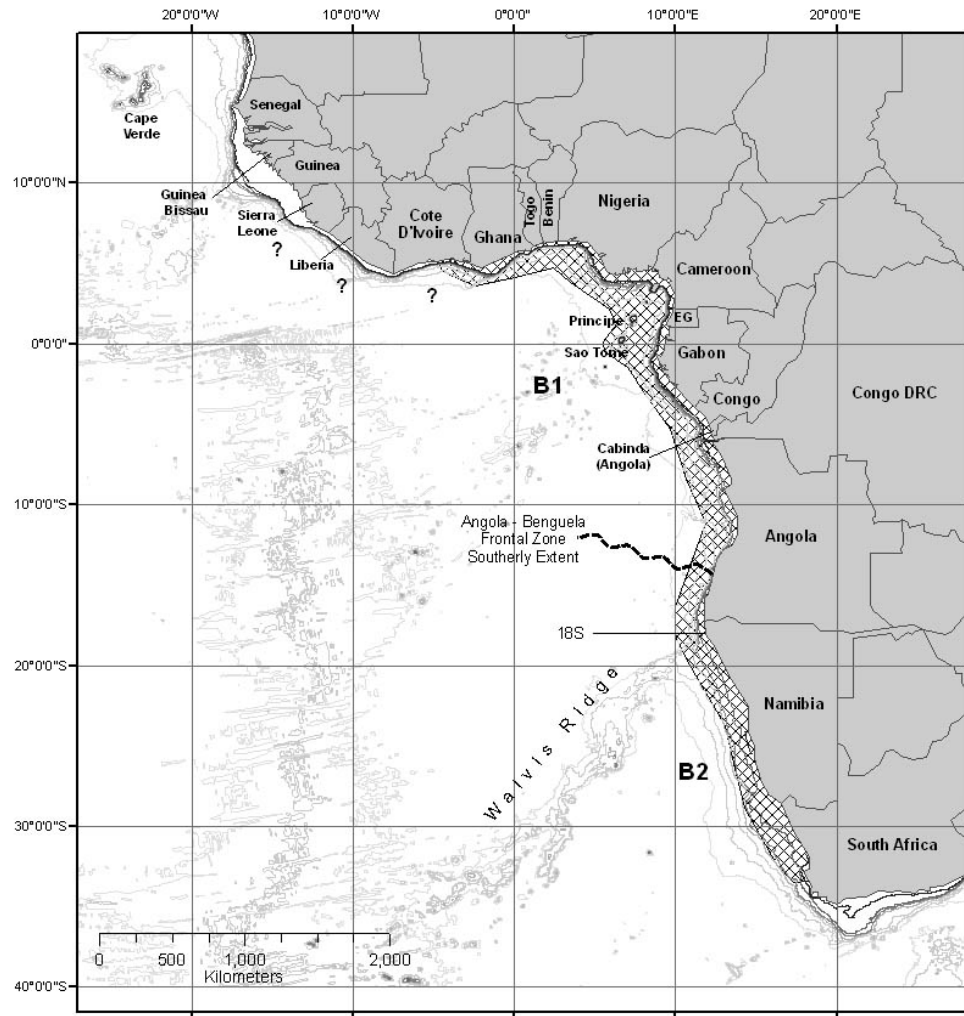 20°0'0"W
10°0'0"W
0°0'0"
10°0'0"E
20°0'0"E
Cape
Verde
Senegal
Guinea
Guinea
Bissau
Sierra
Leone
Liberia
Cote
D'Ivoire
Ghana
Togo
Benin
Nigeria
Cameroon
10°0'0"N
?
?
?
Principe
EG
Sao Tome
Gabon
Congo
Congo DRC
0°0'0"
B1
Cabinda
(Angola)
10°0'0"S
Angola - Benguela
Frontal Zone
Southerly Extent
Angola
18S
20°0'0"S
Walvis Ridge
Namibia
B2
30°0'0"S
South Africa
0 500 1,000 2,000
Kilometers
40°0'0"S